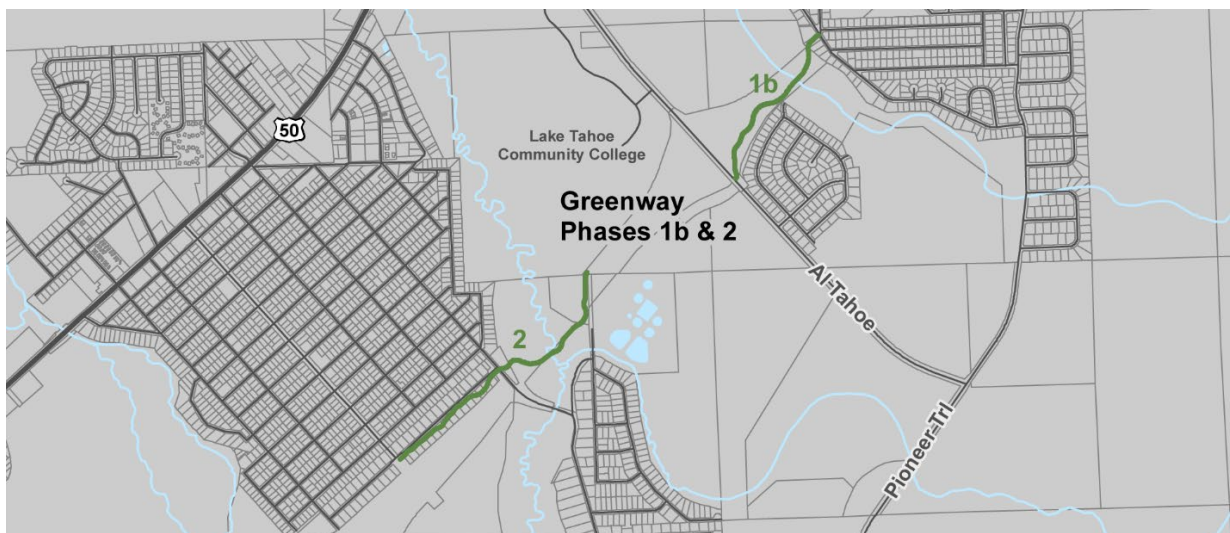 1b
50
Lake Tahoe
Community College
Greenway
Phases 1b & 2
Al Tahoe
2
Pioneer Trl